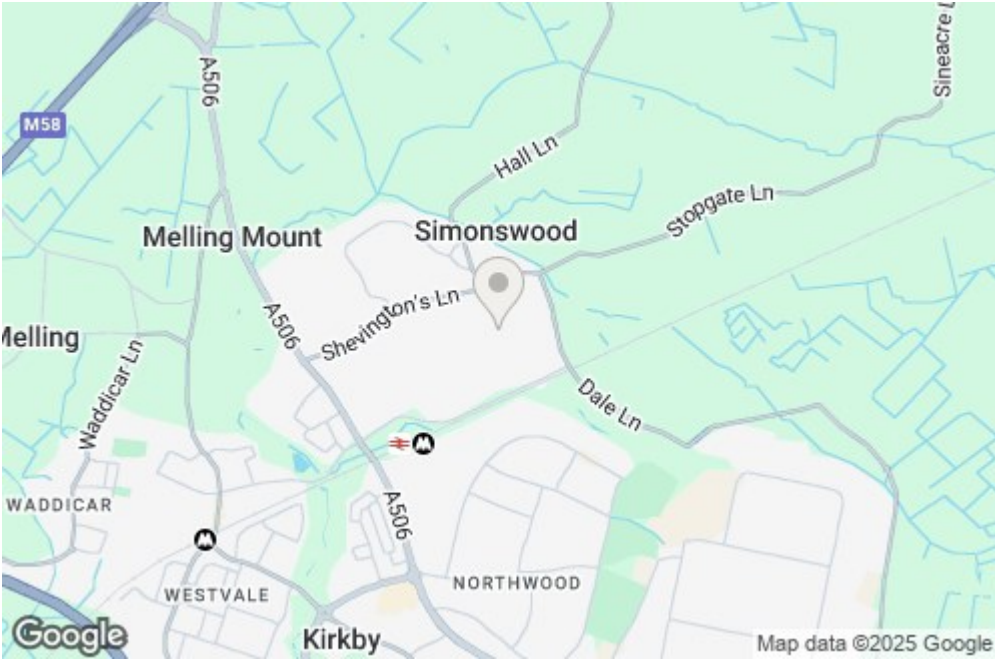 A506
Sineacre L
M58
Hall Ln
Stopgate Ln
Melling Mount
Simonswood
Shevington's Ln
A506
Melling
Waddicar Ln
Dale Ln
WADDICAR
A506
WESTVALE
NORTHWOOD
Kirkby
Google
Map data ©2025 Google